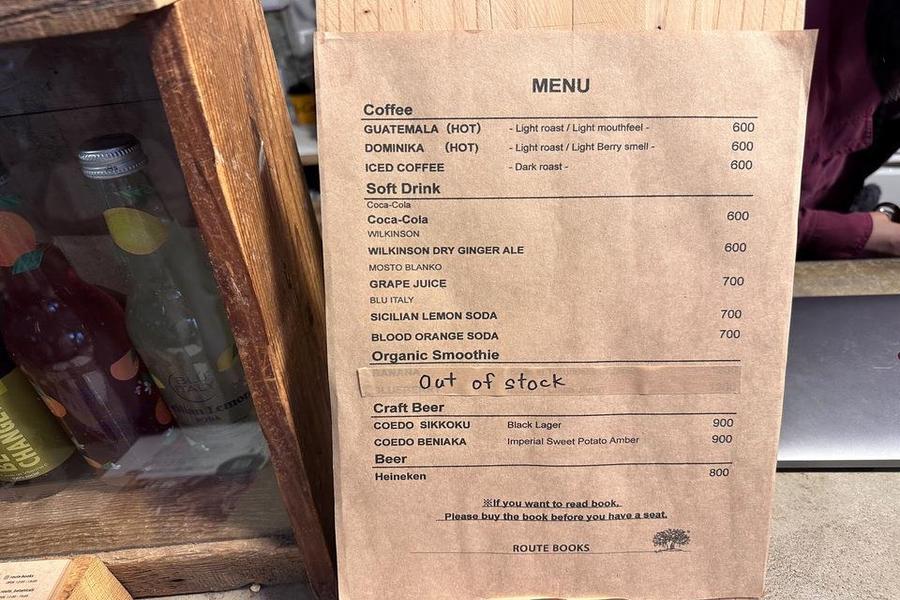 MENU
Coffee
GUATEMALA (HOT) - Light roast / Light mouthfeel - 600
DOMINIKA (HOT) - Light roast / Light Berry smell - 600
ICED COFFEE - Dark roast - 600
Soft Drink
Coca-Cola
Coca-Cola 600
WILKINSON
WILKINSON DRY GINGER ALE 600
MOSTO BLANKO
GRAPE JUICE 700
BLU ITALY
SICILIAN LEMON SODA 700
BLOOD ORANGE SODA 700
Organic Smoothie
BANANA
Out of stock
Craft Beer
COEDO SIKKOKU Black Lager 900
COEDO BENIAKA Imperial Sweet Potato Amber 900
Beer
Heineken 800
※If you want to read book,
Please buy the book before you have a seat.
ROUTE BOOKS